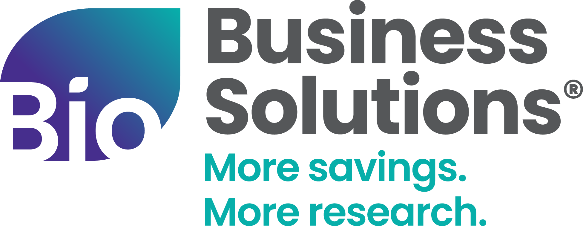 Bio
Business
Solutions®
More savings.
More research.